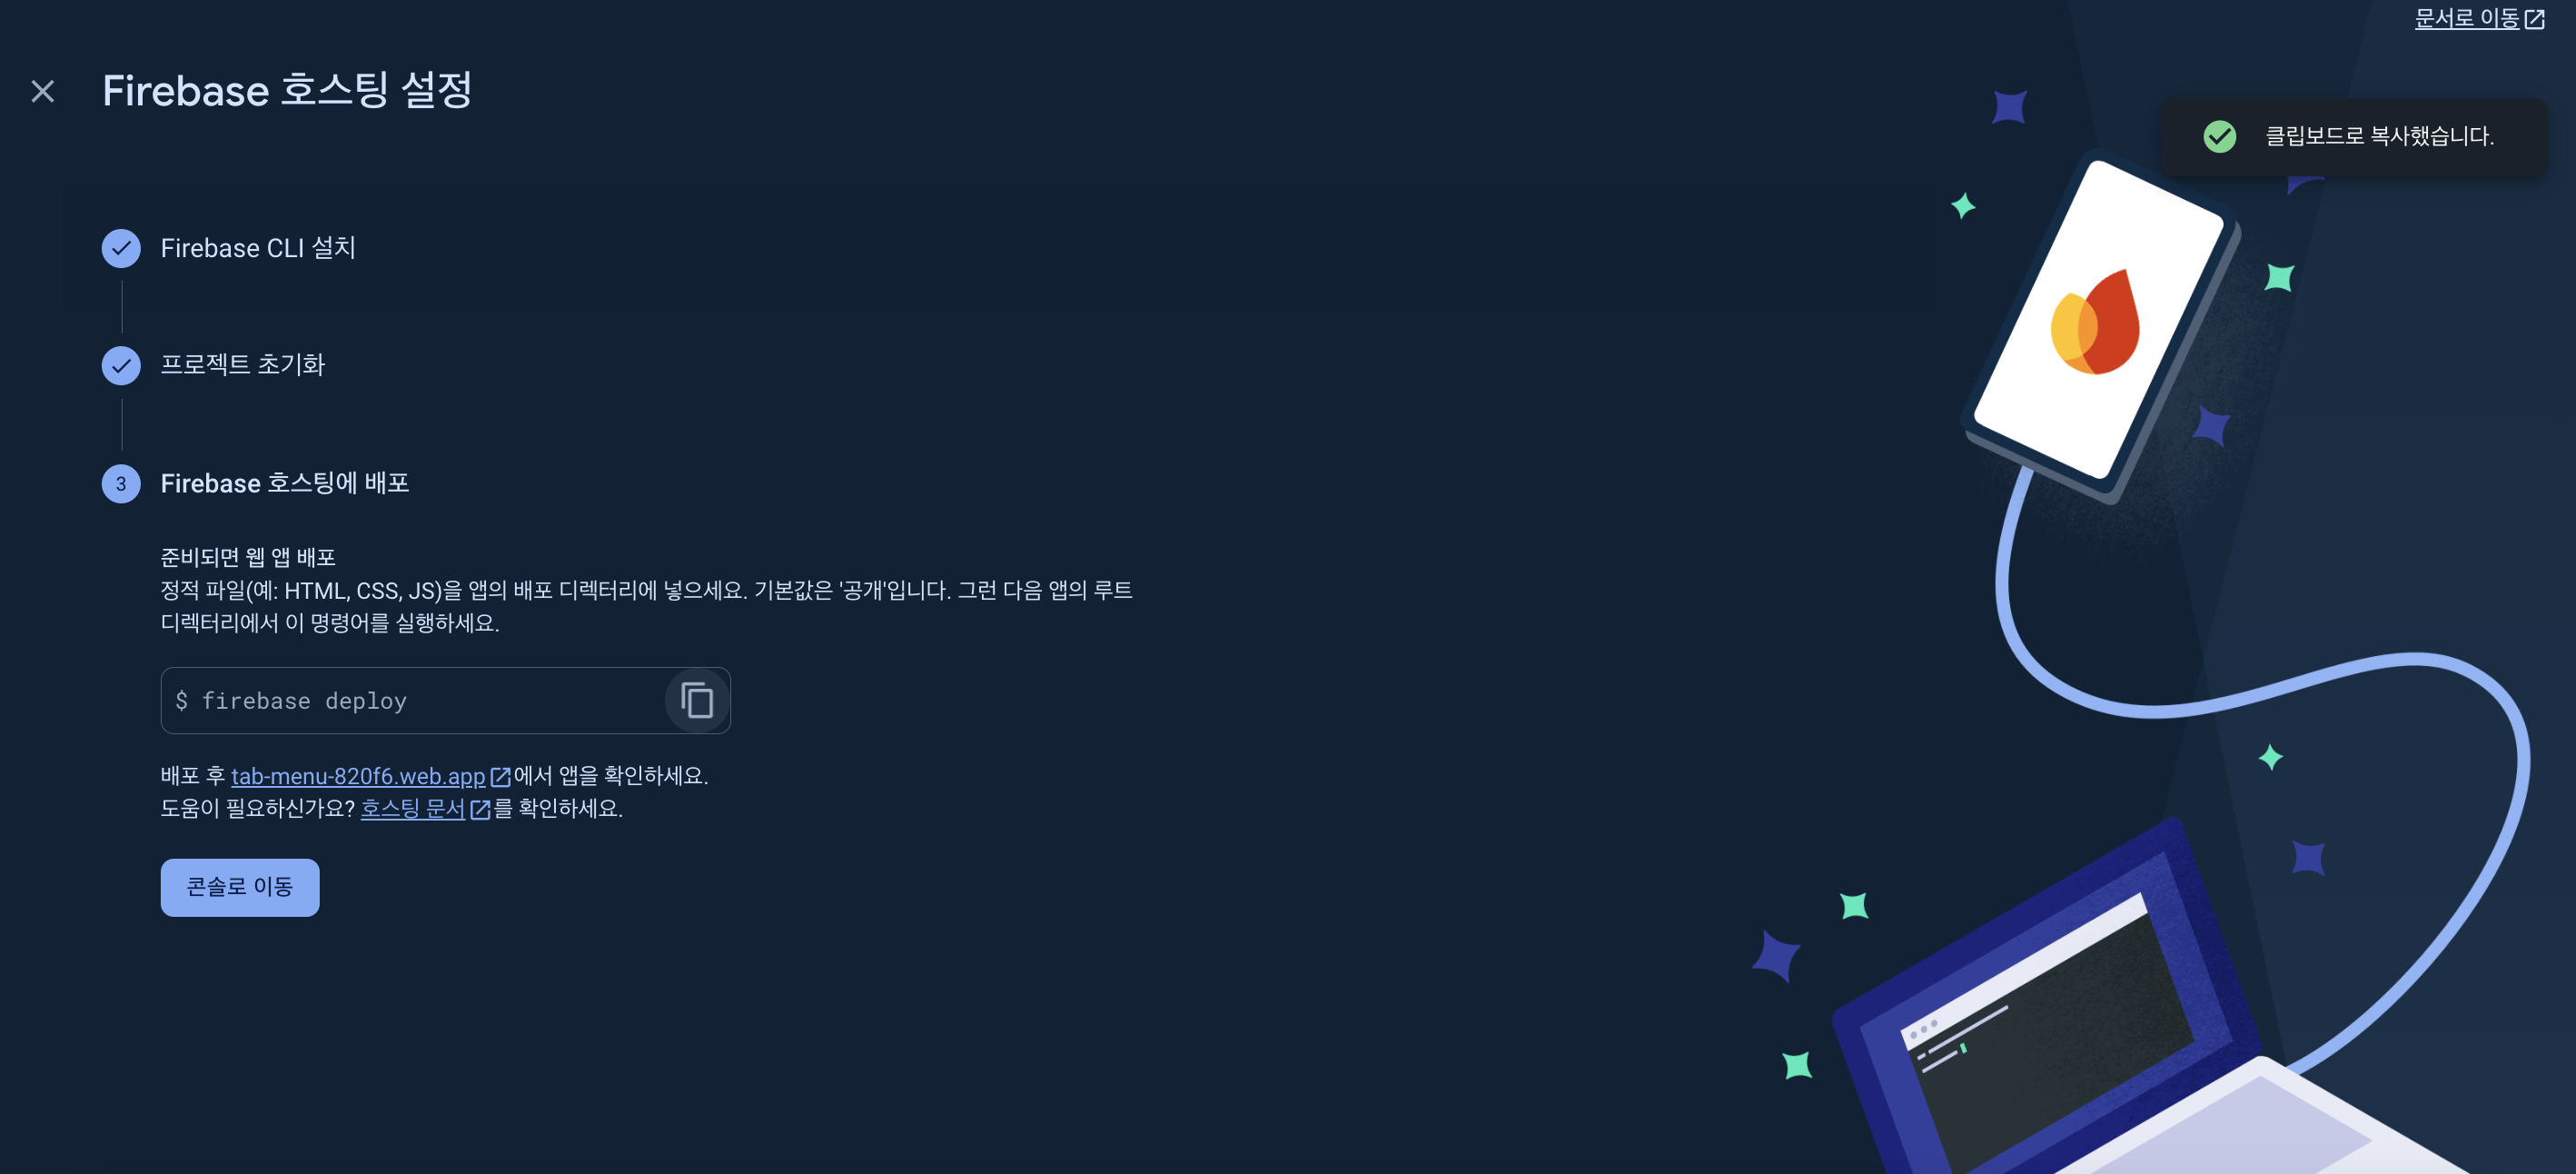 문서로 이동
Firebase 호스팅 설정
클립보드로 복사했습니다.
Firebase CLI 설치
프로젝트 초기화
3 Firebase 호스팅에 배포
준비되면 웹 앱 배포
정적 파일(예: HTML, CSS, JS)을 앱의 배포 디렉터리에 넣으세요. 기본값은 '공개'입니다. 그런 다음 앱의 루트
디렉터리에서 이 명령어를 실행하세요.
$ firebase deploy
배포 후 tab-menu-820f6.web.app에서 앱을 확인하세요.
도움이 필요하신가요? 호스팅 문서를 확인하세요.
콘솔로 이동